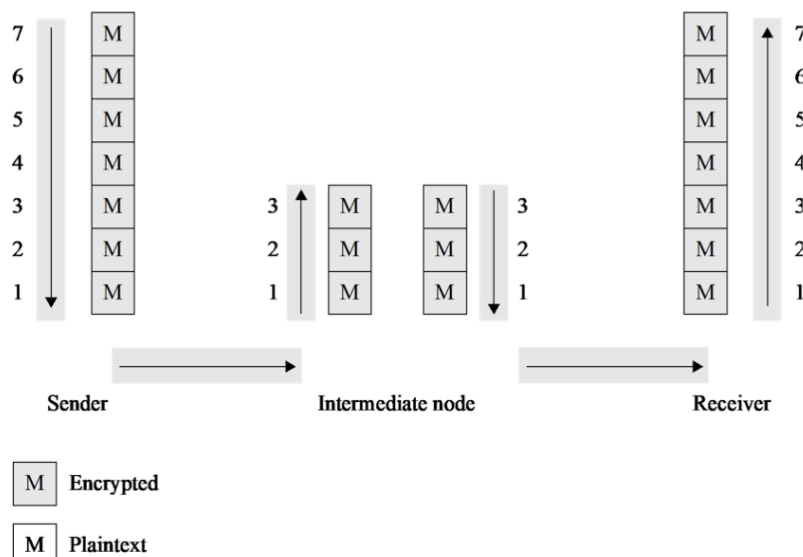 7 M M 7
6 M M 6
5 M M 5
4 M M 4
3 M 3 M M 3 M 3
2 M 2 M M 2 M 2
1 M 1 M M 1 M 1
Sender Intermediate node Receiver
M Encrypted
M Plaintext